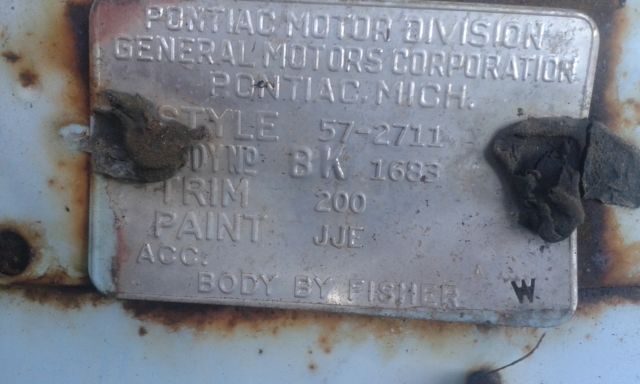 PONTIAC MOTOR DIVISION
GENERAL MOTORS CORPORATION
PONTIAC, MICH.
STYLE 57-2711
DY NO 8K 1683
TRIM 200
PAINT JJE
ACC.
BODY BY FISHER W